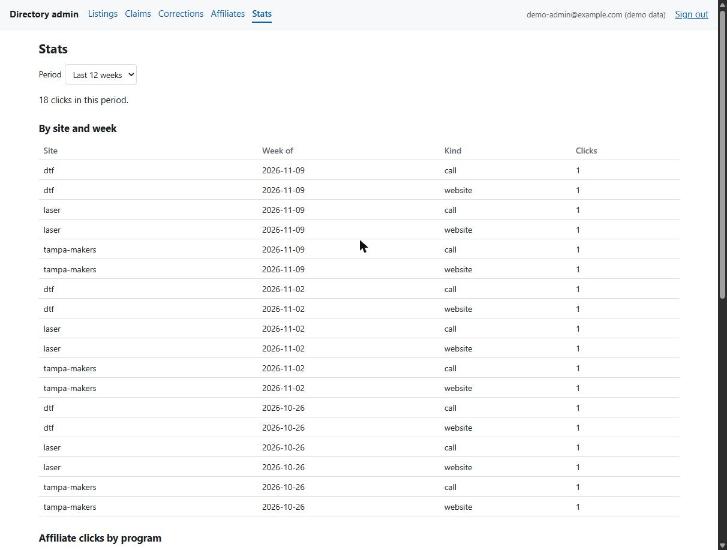 Directory admin Listings Claims Corrections Affiliates Stats demo-admin@example.com (demo data) Sign out
Stats
Period Last 12 weeks
18 clicks in this period.
By site and week
Site Week of Kind Clicks
dtf 2026-11-09 call 1
dtf 2026-11-09 website 1
laser 2026-11-09 call 1
laser 2026-11-09 website 1
tampa-makers 2026-11-09 call 1
tampa-makers 2026-11-09 website 1
dtf 2026-11-02 call 1
dtf 2026-11-02 website 1
laser 2026-11-02 call 1
laser 2026-11-02 website 1
tampa-makers 2026-11-02 call 1
tampa-makers 2026-11-02 website 1
dtf 2026-10-26 call 1
dtf 2026-10-26 website 1
laser 2026-10-26 call 1
laser 2026-10-26 website 1
tampa-makers 2026-10-26 call 1
tampa-makers 2026-10-26 website 1
Affiliate clicks by program